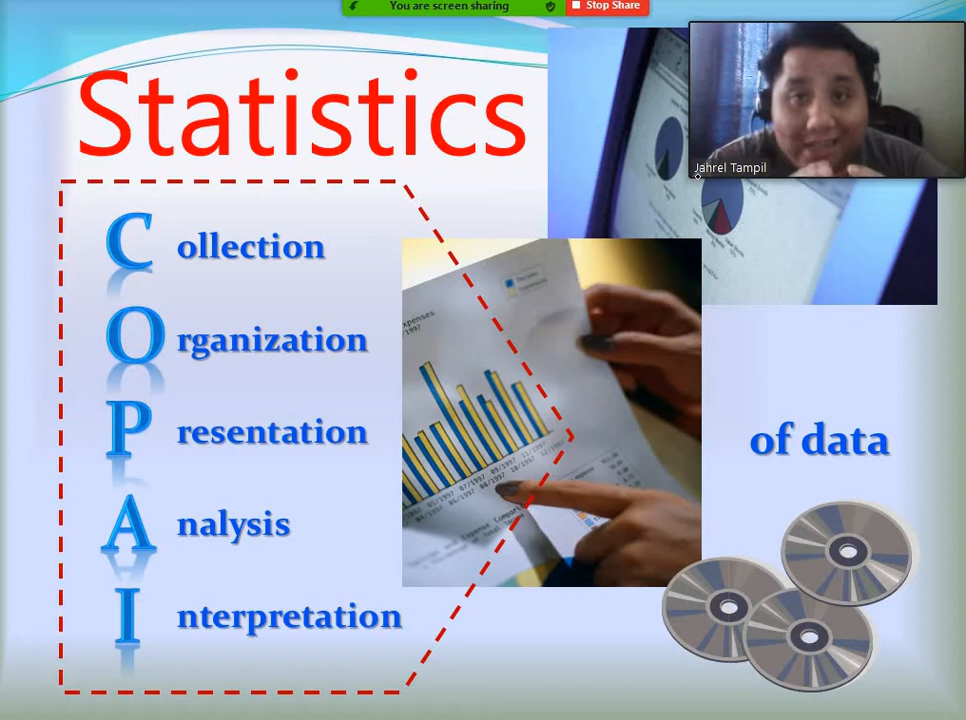 You are screen sharing
Stop Share
Statistics
Jahrel Tampil
Collection
Organization
Presentation
Analysis
Interpretation
of data